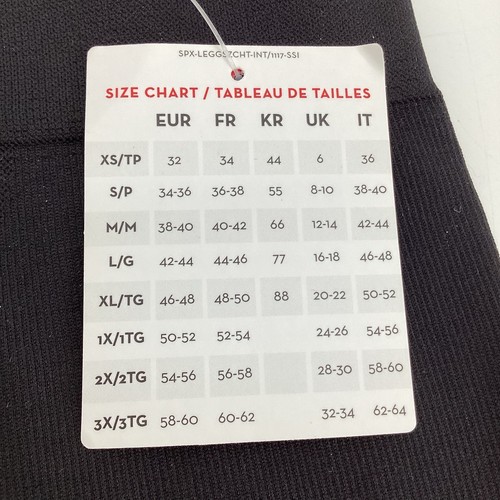 SPX-LEGGSZCHT-INT/1117-SSI
SIZE CHART / TABLEAU DE TAILLES
EUR FR KR UK IT
XS/TP 32 34 44 6 36
S/P 34-36 36-38 55 8-10 38-40
M/M 38-40 40-42 66 12-14 42-44
L/G 42-44 44-46 77 16-18 46-48
XL/TG 46-48 48-50 88 20-22 50-52
1X/1TG 50-52 52-54 24-26 54-56
2X/2TG 54-56 56-58 28-30 58-60
3X/3TG 58-60 60-62 32-34 62-64